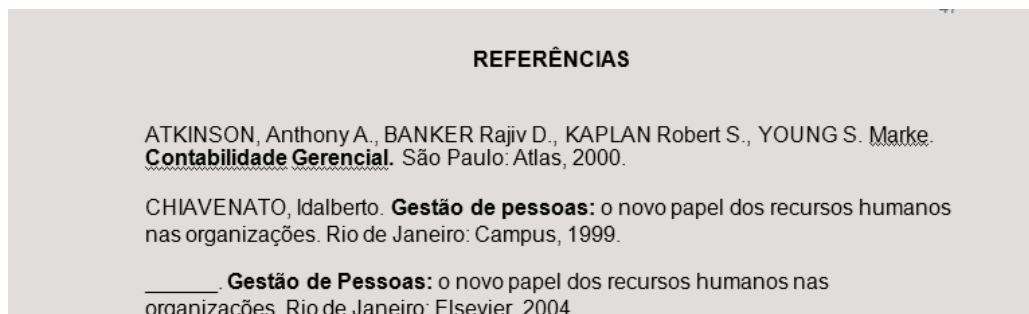 REFERÊNCIAS
ATKINSON, Anthony A., BANKER Rajiv D., KAPLAN Robert S., YOUNG S. Marke.
Contabilidade Gerencial. São Paulo: Atlas, 2000.
CHIAVENATO, Idalberto. Gestão de pessoas: o novo papel dos recursos humanos
nas organizações. Rio de Janeiro: Campus, 1999.
______. Gestão de Pessoas: o novo papel dos recursos humanos nas
organizações. Rio de Janeiro: Elsevier, 2004